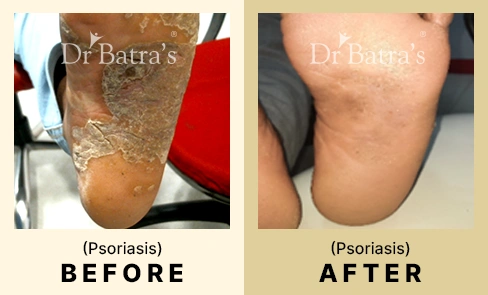 Dr Batra's®
(Psoriasis)
BEFORE
Dr Batra's®
(Psoriasis)
AFTER